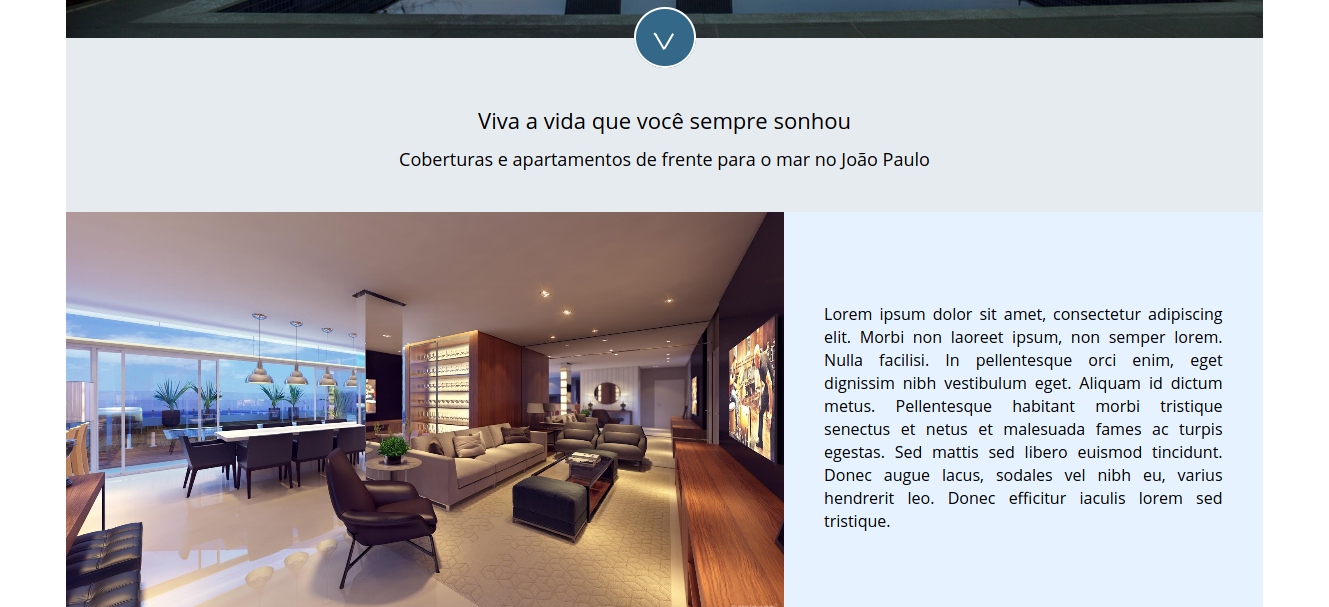 Viva a vida que você sempre sonhou
Coberturas e apartamentos de frente para o mar no João Paulo
Lorem ipsum dolor sit amet, consectetur adipiscing
elit. Morbi non laoreet ipsum, non semper lorem.
Nulla facilisi. In pellentesque orci enim, eget
dignissim nibh vestibulum eget. Aliquam id dictum
metus. Pellentesque habitant morbi tristique
senectus et netus et malesuada fames ac turpis
egestas. Sed mattis sed libero euismod tincidunt.
Donec augue lacus, sodales vel nibh eu, varius
hendrerit leo. Donec efficitur iaculis lorem sed
tristique.